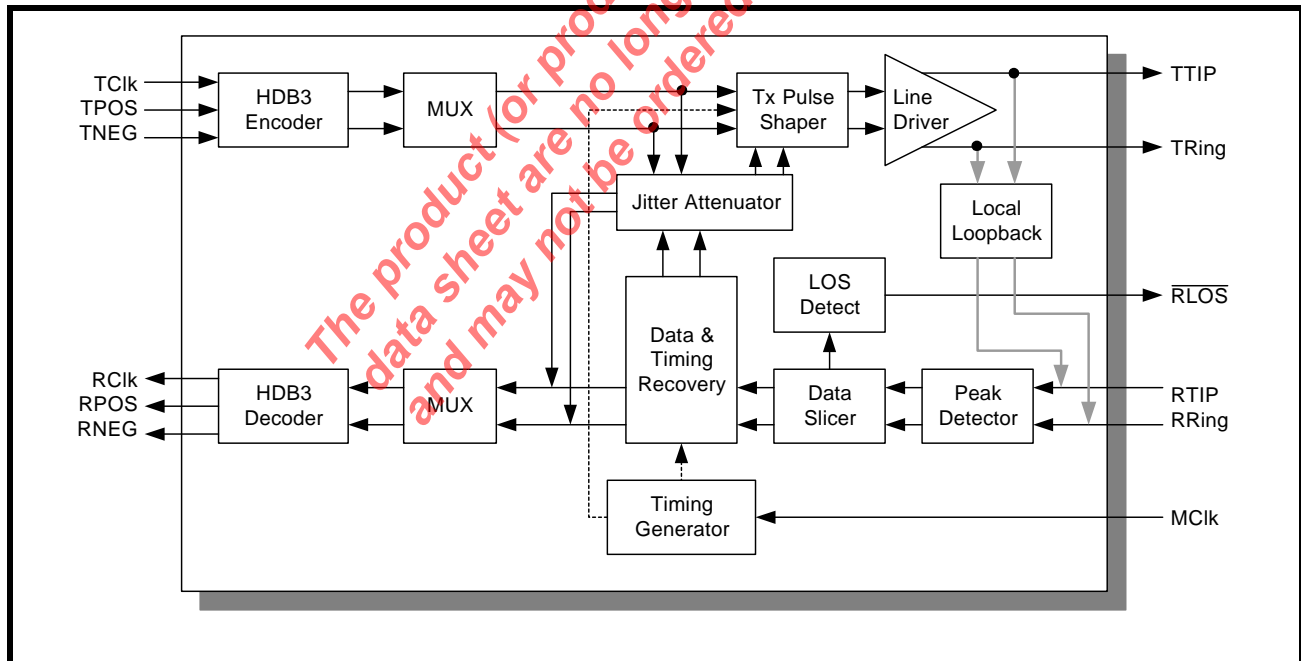 TClk
TPOS
TNEG
HDB3
Encoder
MUX
Tx Pulse
Shaper
Line
Driver
TTIP
TRing
Jitter Attenuator
Local
Loopback
LOS
Detect
RLOS
Data &
Timing
Recovery
RClk
RPOS
RNEG
HDB3
Decoder
MUX
Data
Slicer
Peak
Detector
RTIP
RRing
Timing
Generator
MClk
The product (or
data sheet are no
and may not be ordered